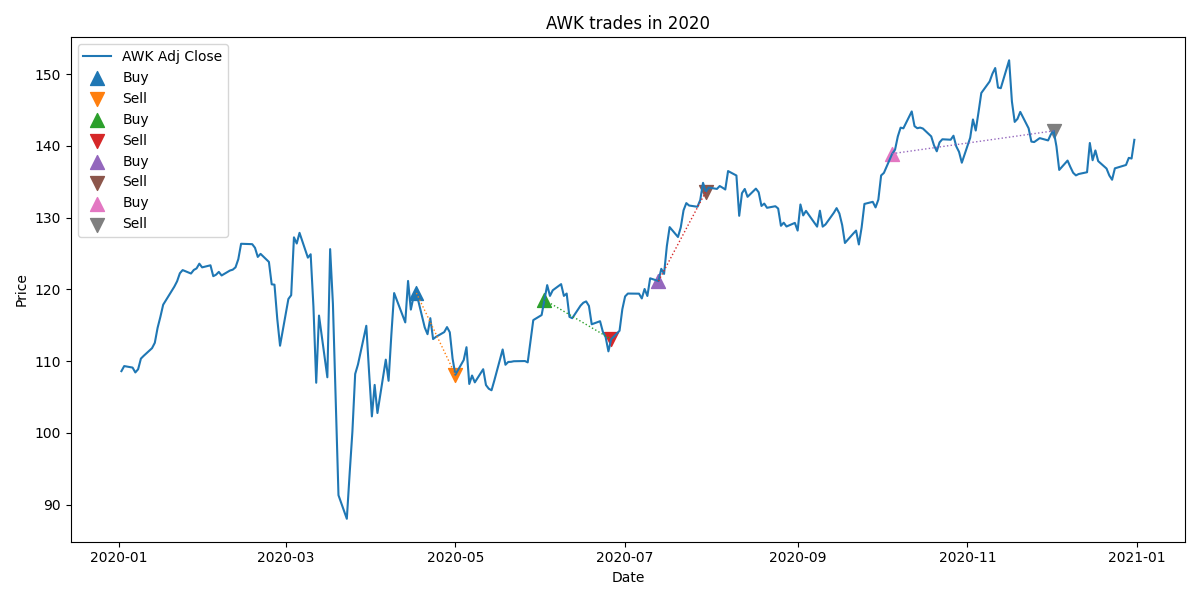 AWK trades in 2020
AWK Adj Close
Buy
Sell
Buy
Sell
Buy
Sell
Buy
Sell
150
140
130
120
110
100
90
Price
2020-01 2020-03 2020-05 2020-07 2020-09 2020-11 2021-01
Date